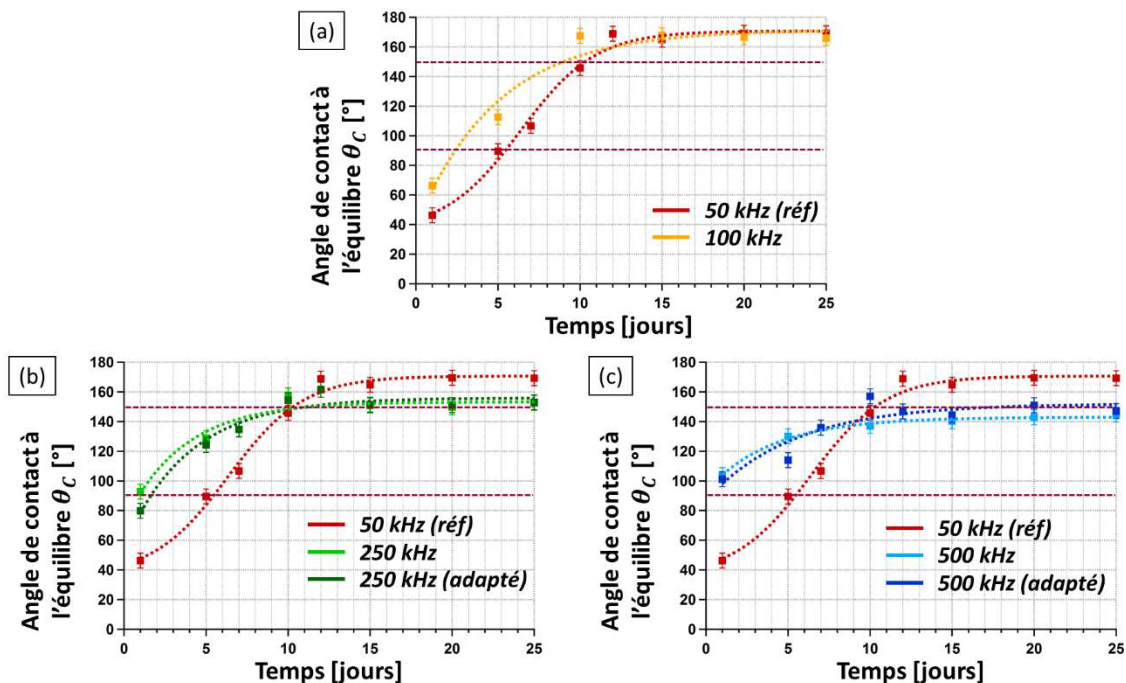 (a)
Angle de contact à
l'équilibre θ_C [°]
180
160
140
120
100
80
60
40
20
0
50 kHz (réf)
100 kHz
0 5 10 15 20 25
Temps [jours]
(b)
Angle de contact à
l'équilibre θ_C [°]
180
160
140
120
100
80
60
40
20
0
50 kHz (réf)
250 kHz
250 kHz (adapté)
0 5 10 15 20 25
Temps [jours]
(c)
Angle de contact à
l'équilibre θ_C [°]
180
160
140
120
100
80
60
40
20
0
50 kHz (réf)
500 kHz
500 kHz (adapté)
0 5 10 15 20 25
Temps [jours]